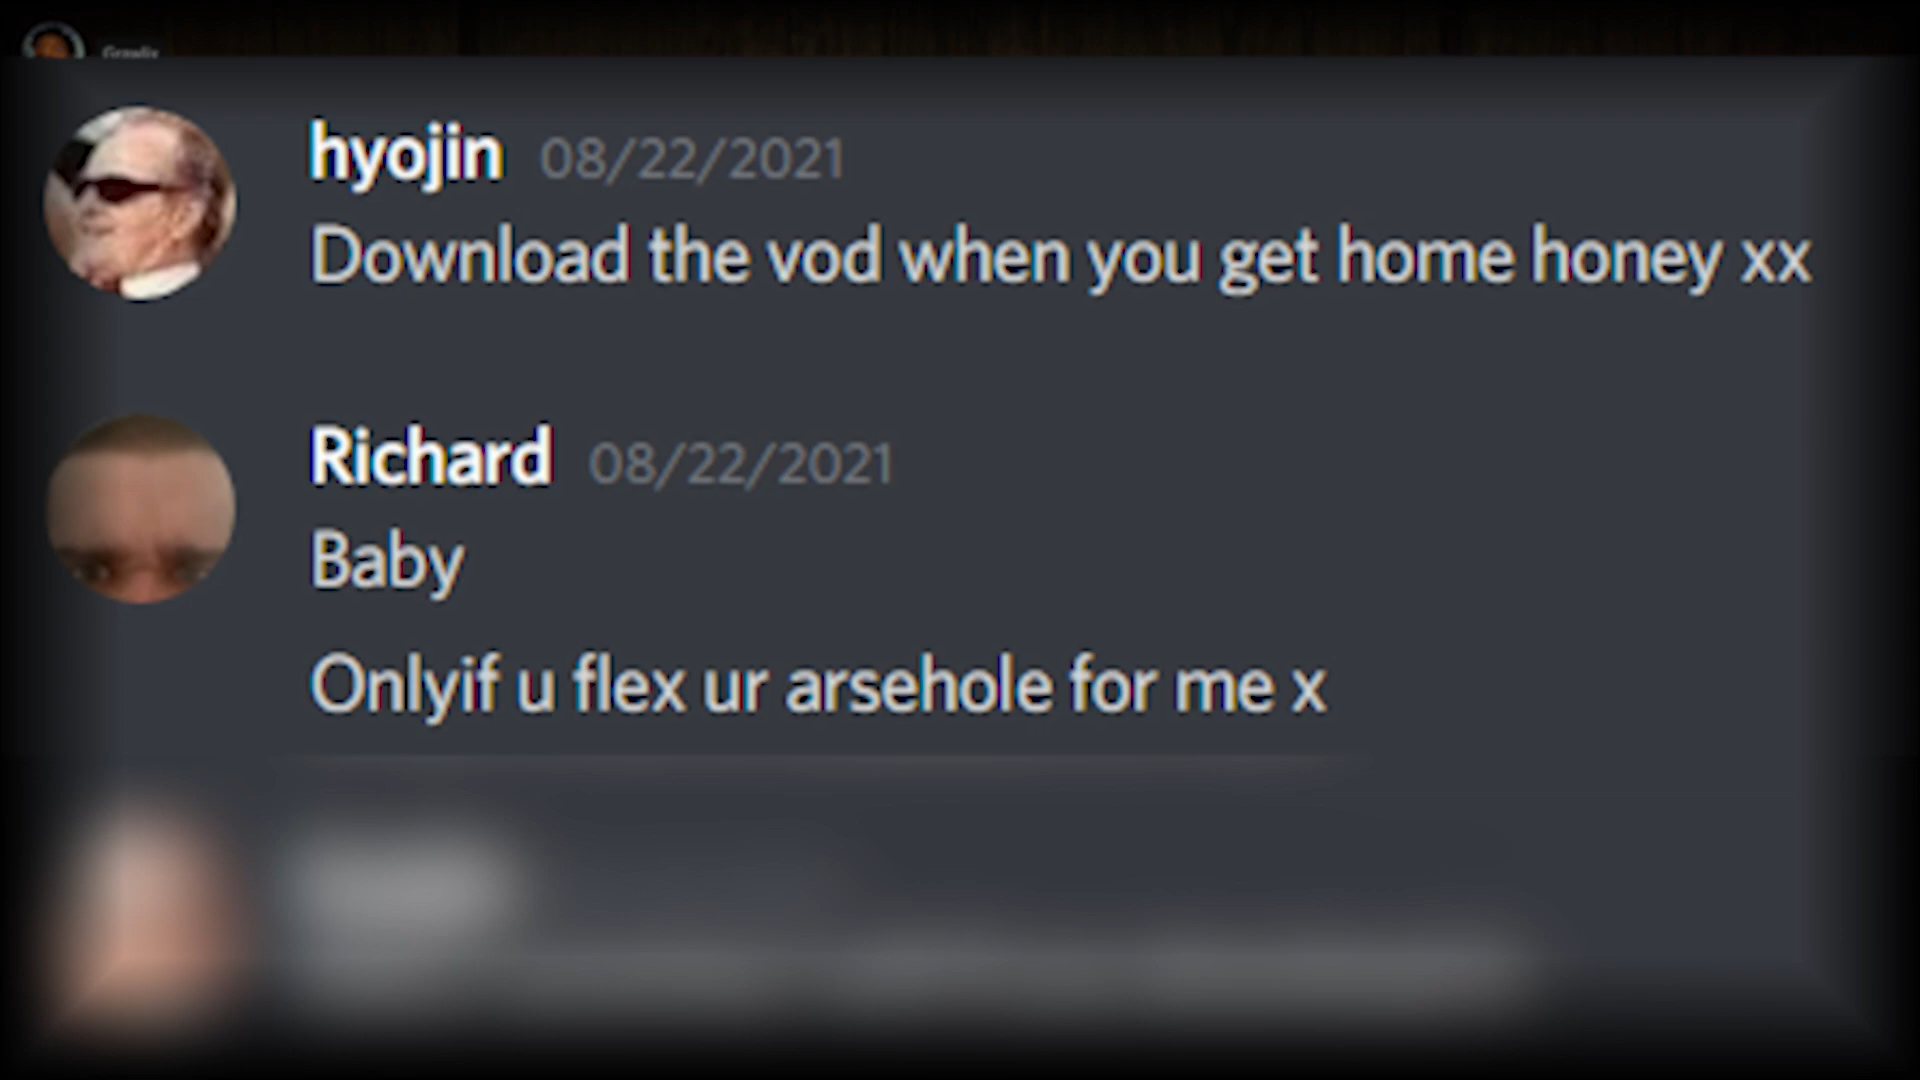 Grawlix
hyojin 08/22/2021
Download the vod when you get home honey xx
Richard 08/22/2021
Baby
Onlyif u flex ur arsehole for me x